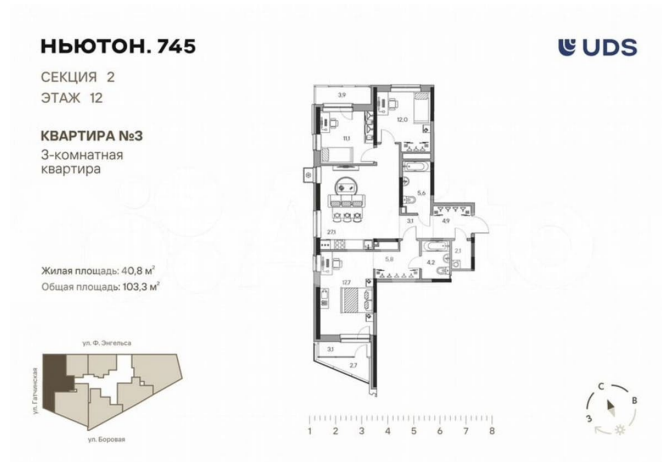 НЬЮТОН. 745
UDS
СЕКЦИЯ 2
ЭТАЖ 12
КВАРТИРА №3
3-комнатная
квартира
3.9
12.0
11.1
5.6
27.1
3.1
4.9
2.1
5.8
4.2
17.7
3.1
2.7
Жилая площадь: 40,8 м²
Общая площадь: 103,3 м²
ул. Ф. Энгельса
ул. Гатчинская
ул. Боровая
С
В
З
1 2 3 4 5 6 7 8